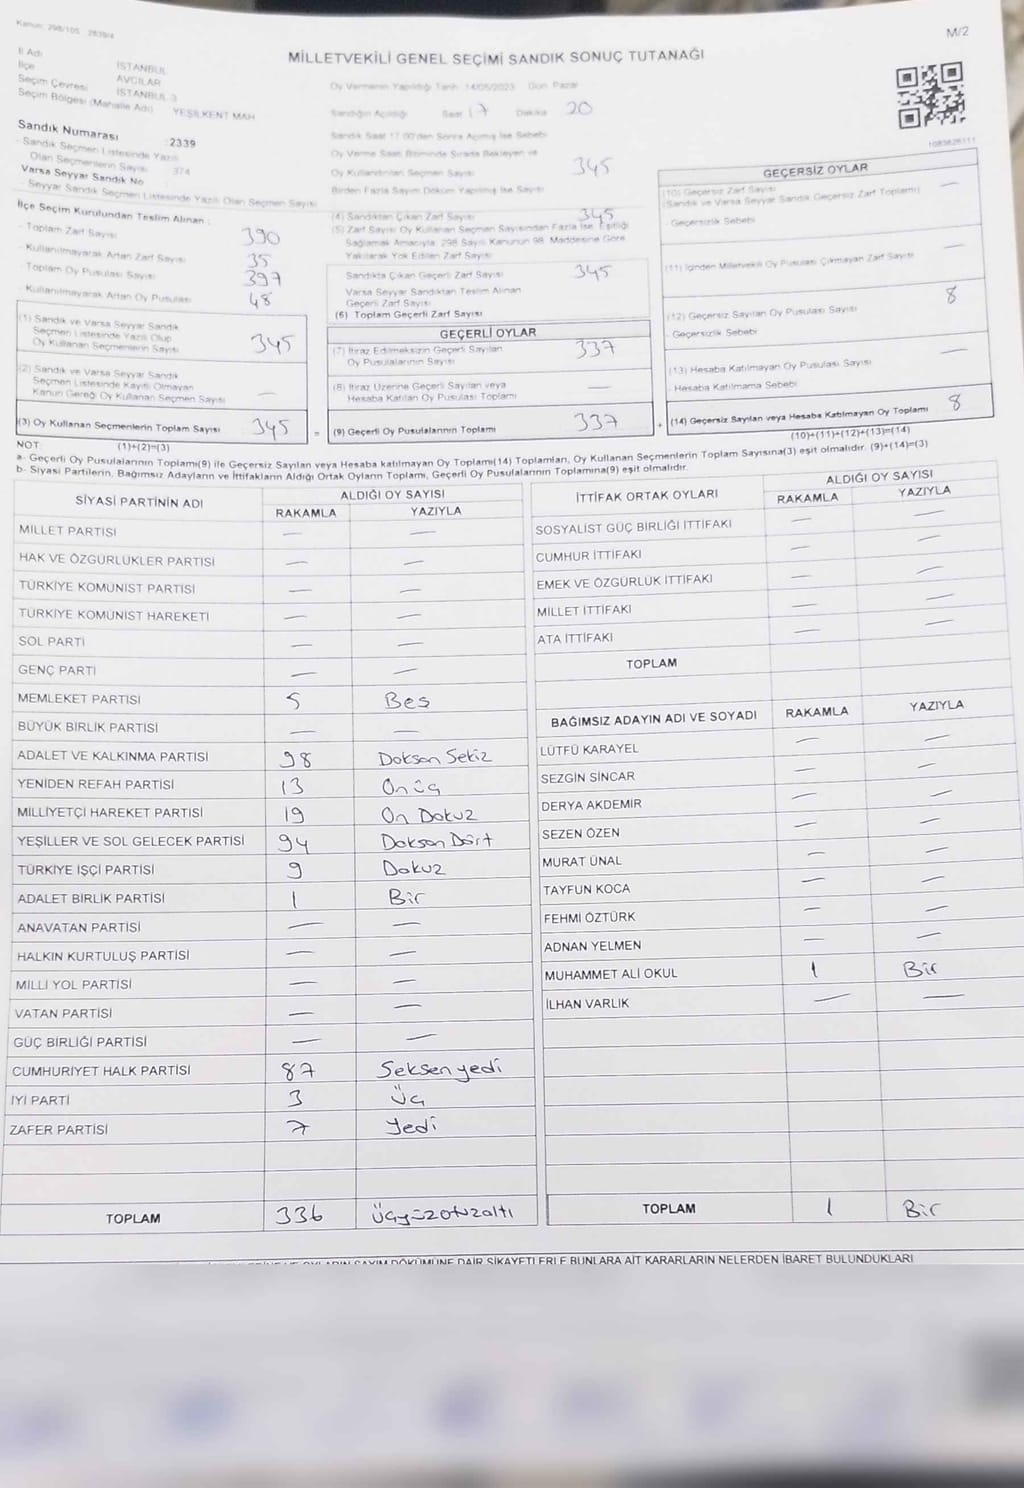 Kanun: 298/105 2839/4
M/2
MİLLETVEKİLİ GENEL SEÇİMİ SANDIK SONUÇ TUTANAĞI
İl Adı İSTANBUL
İlçe AVCILAR
Seçim Çevresi İSTANBUL 3
Seçim Bölgesi (Mahalle Adı) YEŞİLKENT MAH
Sandık Numarası : 2339
- Sandık Seçmen Listesinde Yazılı
Olan Seçmenlerin Sayısı 374
Varsa Seyyar Sandık No
- Seyyar Sandık Seçmen Listesinde Yazılı Olan Seçmen Sayısı
İlçe Seçim Kurulundan Teslim Alınan :
- Toplam Zarf Sayısı 390
- Kullanılmayarak Artan Zarf Sayısı 35
- Toplam Oy Pusulası Sayısı 397
- Kullanılmayarak Artan Oy Pusulası 48
(1) Sandık ve Varsa Seyyar Sandık
Seçmen Listesinde Yazılı Olup
Oy Kullanan Seçmenlerin Sayısı 345
(2) Sandık ve Varsa Seyyar Sandık
Seçmen Listesinde Kayıtlı Olmayan
Kanun Gereği Oy Kullanan Seçmen Sayısı —
(3) Oy Kullanan Seçmenlerin Toplam Sayısı 345
(1)+(2)=(3)
Oy Vermenin Yapıldığı Tarih 14/05/2023 Gün Pazar
Sandığın Açıldığı Saat 17 Dakika 20
Sandık Saat 17.00'den Sonra Açılmış İse Sebebi
Oy Verme Saati Bitiminde Sırada Bekleyen ve
Oy Kullandırılan Seçmen Sayısı 345
Birden Fazla Sayım Döküm Yapılmış İse Sayısı
(4) Sandıktan Çıkan Zarf Sayısı 345
(5) Zarf Sayısı Oy Kullanan Seçmen Sayısından Fazla İse, Eşitliği
Sağlamak Amacıyla, 298 Sayılı Kanunun 98. Maddesine Göre
Yakılarak Yok Edilen Zarf Sayısı
Sandıkta Çıkan Geçerli Zarf Sayısı 345
Varsa Seyyar Sandıktan Teslim Alınan
Geçerli Zarf Sayısı
(6) Toplam Geçerli Zarf Sayısı
GEÇERLİ OYLAR
(7) İtiraz Edilmeksizin Geçerli Sayılan
Oy Pusulalarının Sayısı 337
(8) İtiraz Üzerine Geçerli Sayılan veya
Hesaba Katılan Oy Pusulası Toplamı —
= (9) Geçerli Oy Pusulalarının Toplamı 337
1083626111
GEÇERSİZ OYLAR
(10) Geçersiz Zarf Sayısı
(Sandık ve Varsa Seyyar Sandık Geçersiz Zarf Toplamı) —
- Geçersizlik Sebebi
(11) İçinden Milletvekili Oy Pusulası Çıkmayan Zarf Sayısı —
(12) Geçersiz Sayılan Oy Pusulası Sayısı 8
- Geçersizlik Sebebi
(13) Hesaba Katılmayan Oy Pusulası Sayısı —
- Hesaba Katılmama Sebebi
+ (14) Geçersiz Sayılan veya Hesaba Katılmayan Oy Toplamı 8
(10)+(11)+(12)+(13)=(14)
NOT:
a- Geçerli Oy Pusulalarının Toplamı(9) ile Geçersiz Sayılan veya Hesaba katılmayan Oy Toplamı(14) Toplamları, Oy Kullanan Seçmenlerin Toplam Sayısına(3) eşit olmalıdır. (9)+(14)=(3)
b- Siyasi Partilerin, Bağımsız Adayların ve İttifakların Aldığı Ortak Oyların Toplamı, Geçerli Oy Pusulalarının Toplamına(9) eşit olmalıdır.
SİYASİ PARTİNİN ADI ALDIĞI OY SAYISI
RAKAMLA YAZIYLA
MİLLET PARTİSİ — —
HAK VE ÖZGÜRLÜKLER PARTİSİ — —
TÜRKİYE KOMÜNİST PARTİSİ — —
TÜRKİYE KOMÜNİST HAREKETİ — —
SOL PARTİ — —
GENÇ PARTİ — —
MEMLEKET PARTİSİ 5 Beş
BÜYÜK BİRLİK PARTİSİ — —
ADALET VE KALKINMA PARTİSİ 98 Doksan Sekiz
YENİDEN REFAH PARTİSİ 13 Onüç
MİLLİYETÇİ HAREKET PARTİSİ 19 On Dokuz
YEŞİLLER VE SOL GELECEK PARTİSİ 94 Doksan Dört
TÜRKİYE İŞÇİ PARTİSİ 9 Dokuz
ADALET BİRLİK PARTİSİ 1 Bir
ANAVATAN PARTİSİ — —
HALKIN KURTULUŞ PARTİSİ — —
MİLLİ YOL PARTİSİ — —
VATAN PARTİSİ — —
GÜÇ BİRLİĞİ PARTİSİ — —
CUMHURİYET HALK PARTİSİ 87 Seksen yedi
İYİ PARTİ 3 Üç
ZAFER PARTİSİ 7 Yedi
TOPLAM 336 Üçyüzotuzaltı
İTTİFAK ORTAK OYLARI ALDIĞI OY SAYISI
RAKAMLA YAZIYLA
SOSYALİST GÜÇ BİRLİĞİ İTTİFAKI — —
CUMHUR İTTİFAKI — —
EMEK VE ÖZGÜRLÜK İTTİFAKI — —
MİLLET İTTİFAKI — —
ATA İTTİFAKI — —
TOPLAM
BAĞIMSIZ ADAYIN ADI VE SOYADI RAKAMLA YAZIYLA
LÜTFÜ KARAYEL — —
SEZGİN SİNCAR — —
DERYA AKDEMİR — —
SEZEN ÖZEN — —
MURAT ÜNAL — —
TAYFUN KOCA — —
FEHMİ ÖZTÜRK — —
ADNAN YELMEN — —
MUHAMMET ALİ OKUL 1 Bir
İLHAN VARLIK — —
TOPLAM 1 Bir
DÖKÜMÜNE DAİR ŞİKAYETLERLE BUNLARA AİT KARARLARIN NELERDEN İBARET BULUNDUKLARI